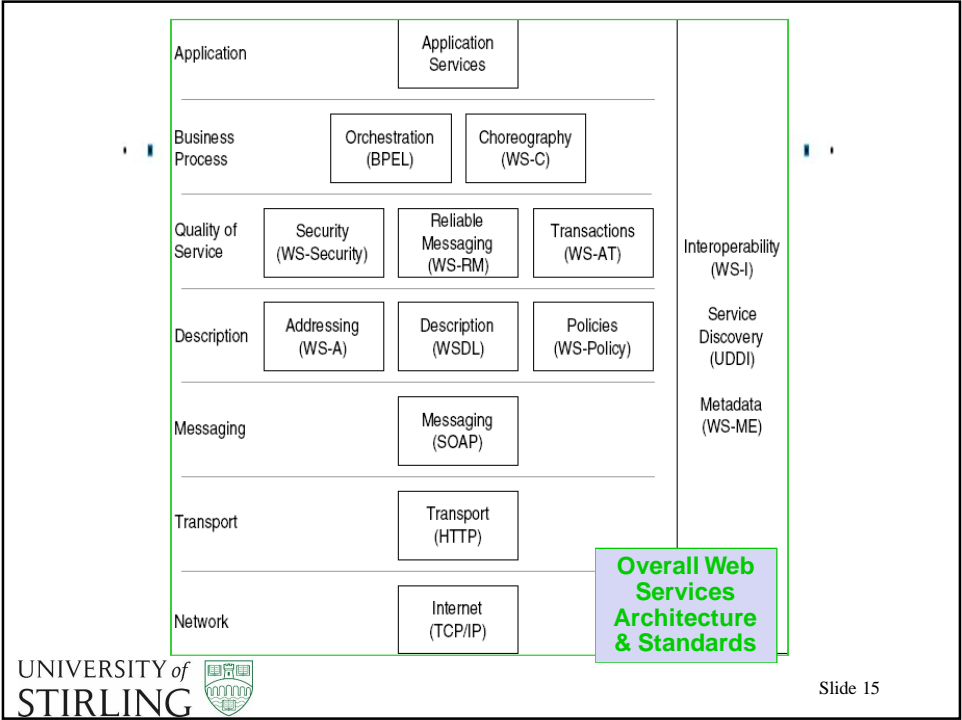 Application
Application
Services
Business
Process
Orchestration
(BPEL)
Choreography
(WS-C)
Quality of
Service
Security
(WS-Security)
Reliable
Messaging
(WS-RM)
Transactions
(WS-AT)
Description
Addressing
(WS-A)
Description
(WSDL)
Policies
(WS-Policy)
Messaging
Messaging
(SOAP)
Transport
Transport
(HTTP)
Network
Internet
(TCP/IP)
Interoperability
(WS-I)
Service
Discovery
(UDDI)
Metadata
(WS-ME)
Overall Web
Services
Architecture
& Standards
UNIVERSITY of
STIRLING
Slide 15